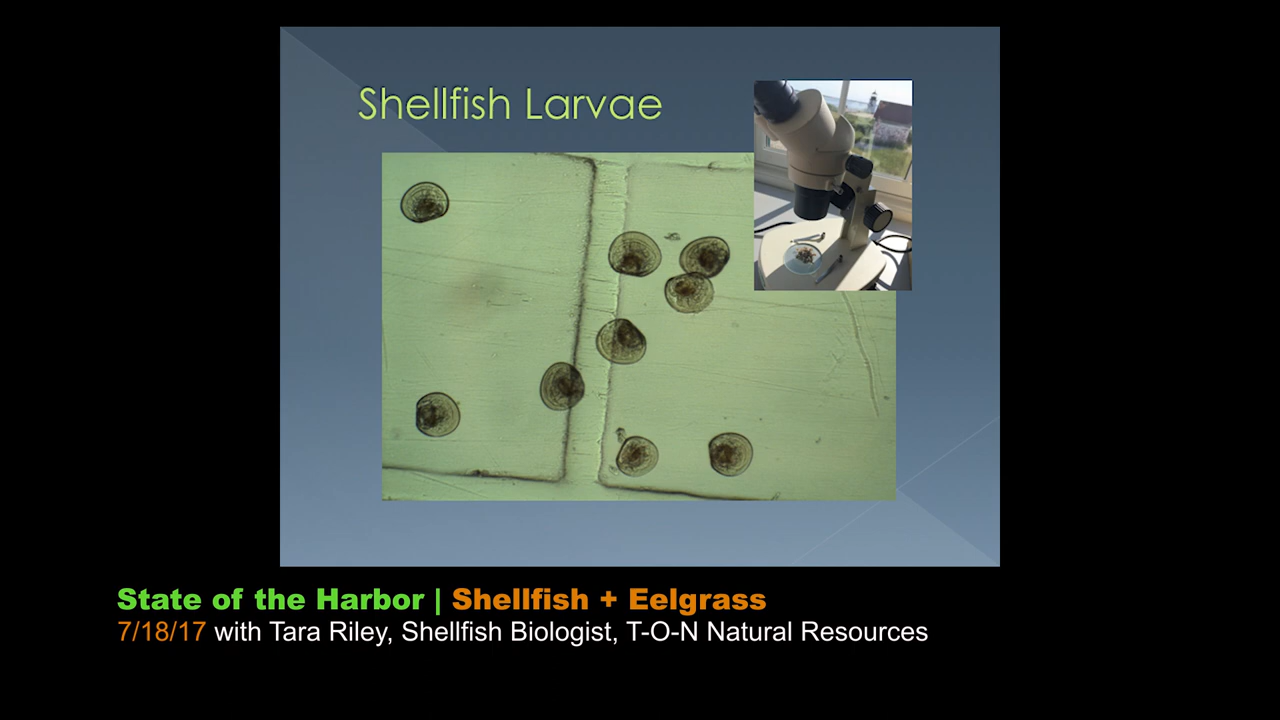 Shellfish Larvae
State of the Harbor | Shellfish + Eelgrass
7/18/17 with Tara Riley, Shellfish Biologist, T-O-N Natural Resources